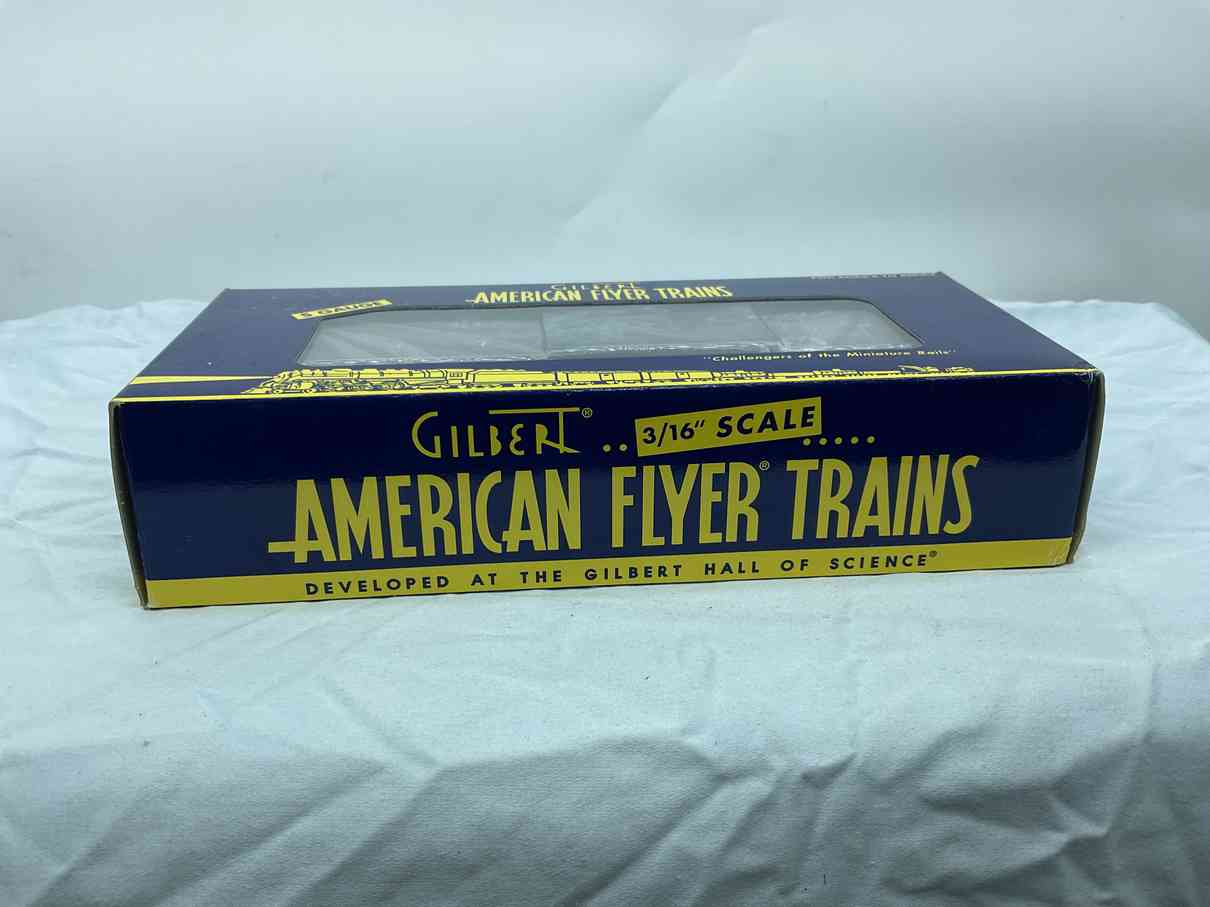 GILBERT
AMERICAN FLYER TRAINS
S GAUGE
"Challengers of the Miniature Rails"
GILBERT® .. 3/16" SCALE .....
AMERICAN FLYER® TRAINS
DEVELOPED AT THE GILBERT HALL OF SCIENCE®